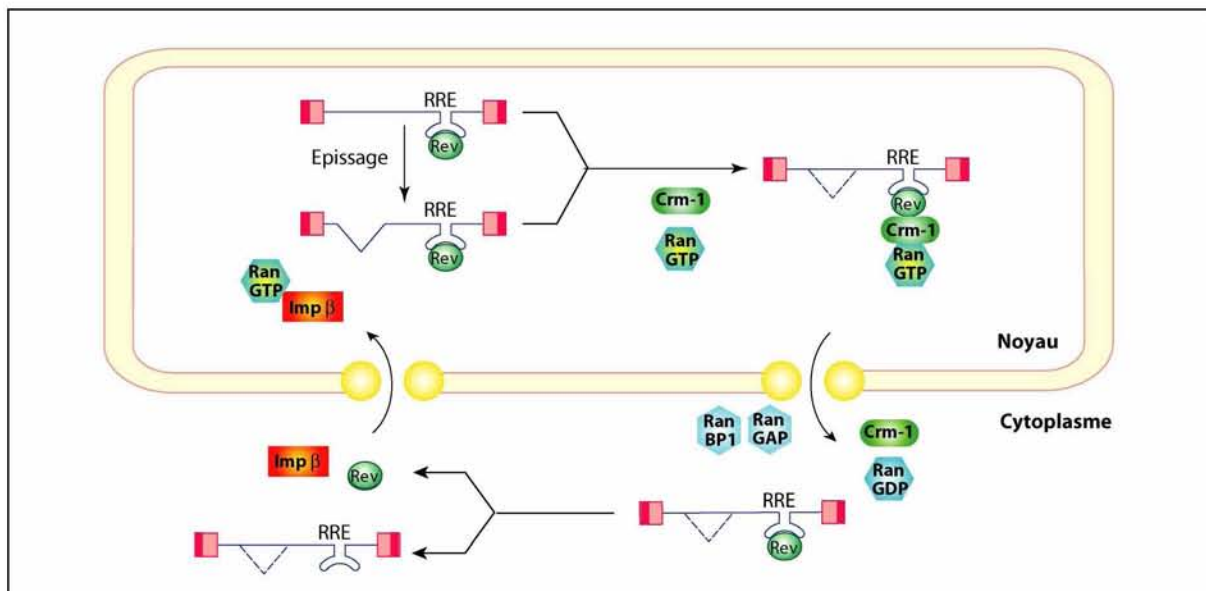 RRE
Rev
Epissage
RRE
Rev
Crm-1
Ran
GTP
RRE
Rev
Crm-1
Ran
GTP
Ran
GTP
Imp β
Noyau
Cytoplasme
Ran
BP1
Ran
GAP
Crm-1
Ran
GDP
Imp β
Rev
RRE
RRE
Rev